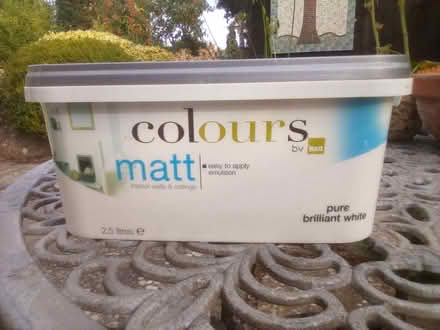 colours
by
matt
easy to apply
emulsion
interior walls & ceilings
2.5 litres e
pure
brilliant white